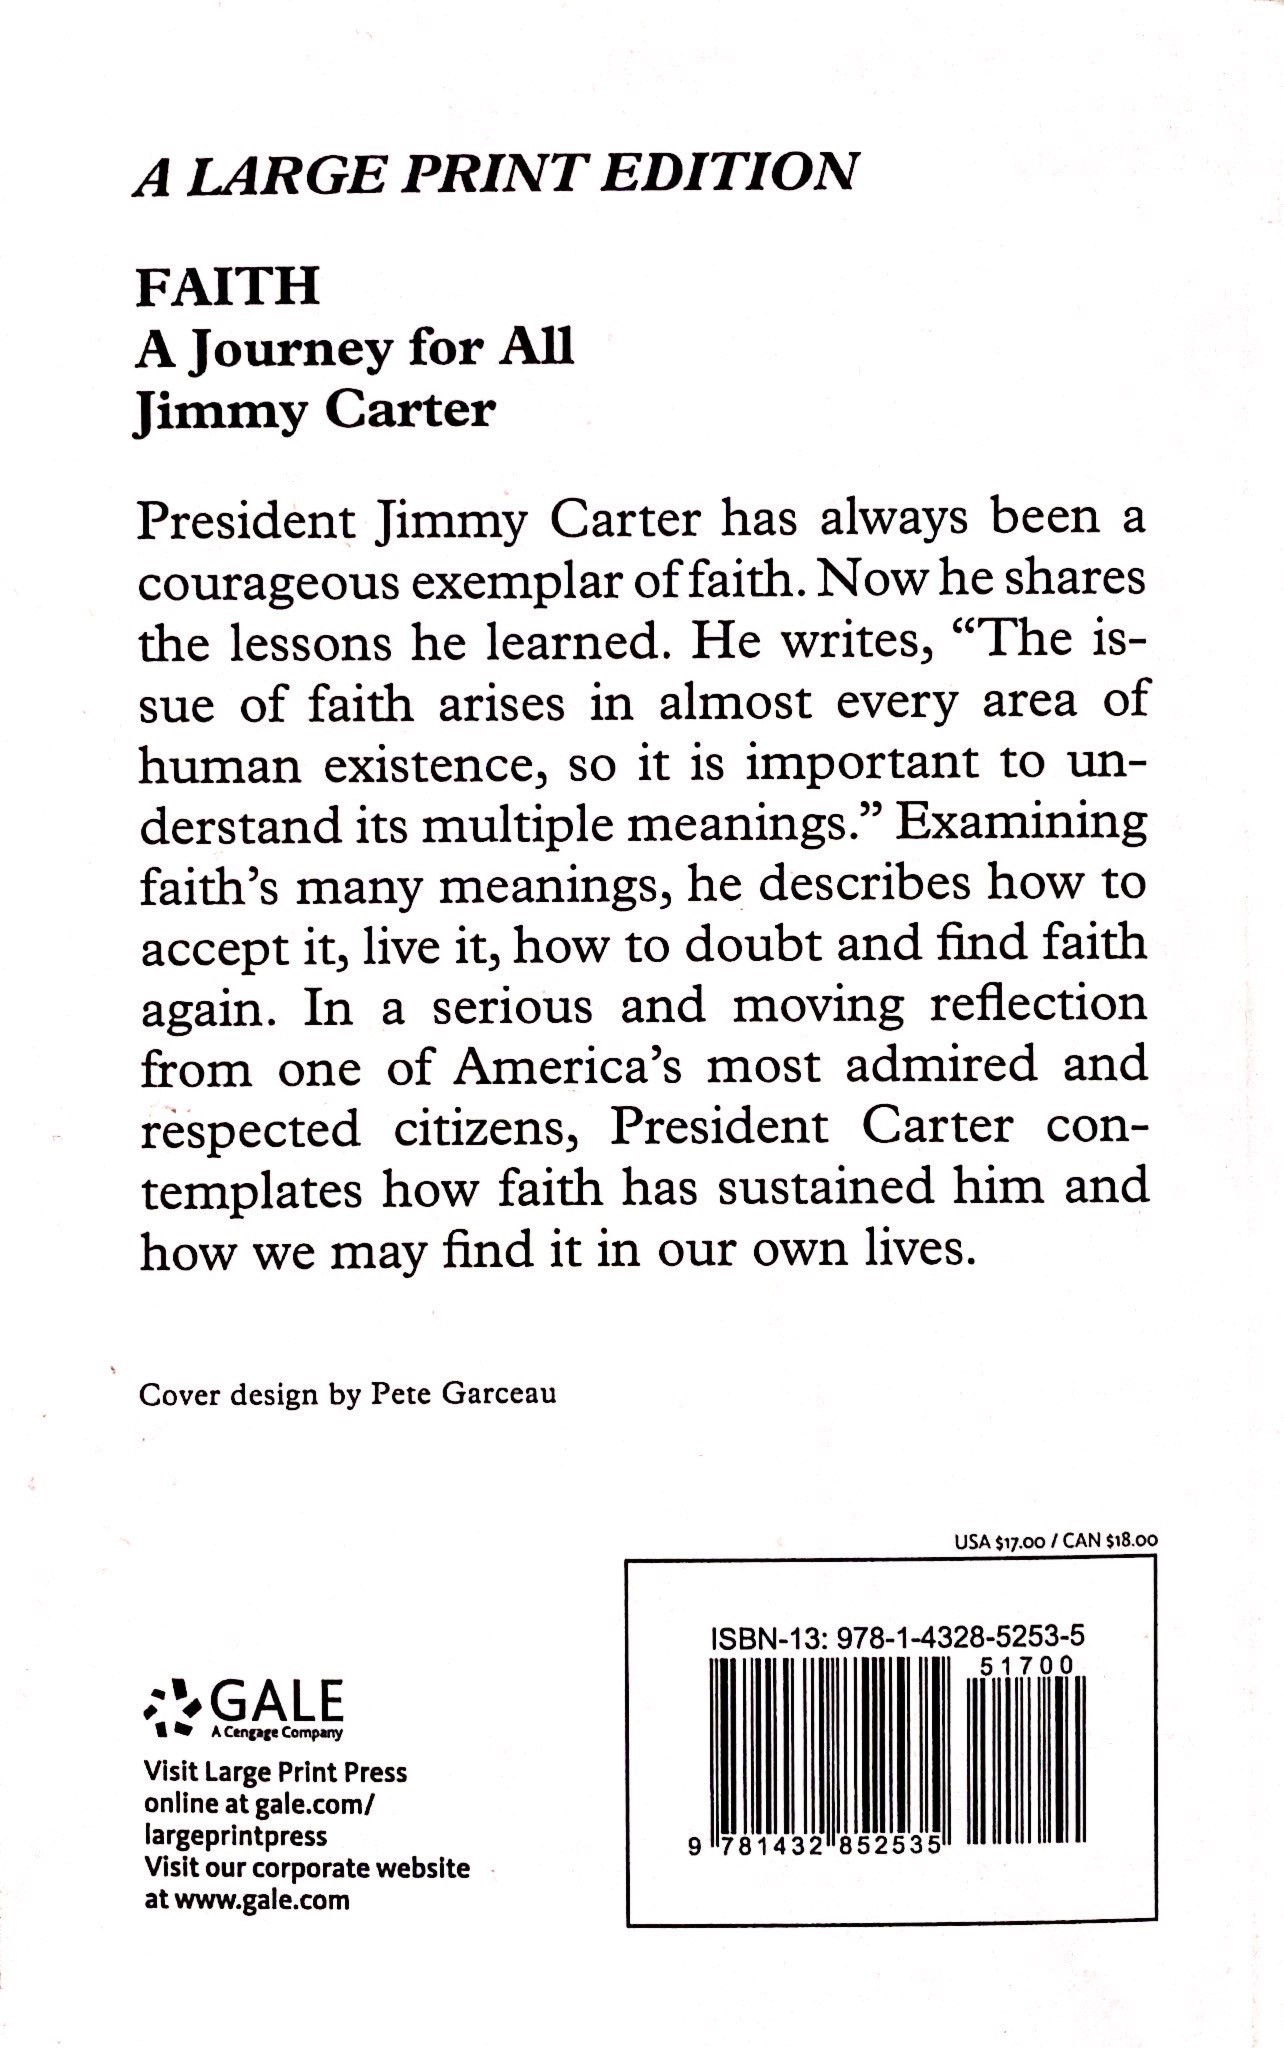 A LARGE PRINT EDITION
FAITH
A Journey for All
Jimmy Carter
President Jimmy Carter has always been a
courageous exemplar of faith. Now he shares
the lessons he learned. He writes, “The is-
sue of faith arises in almost every area of
human existence, so it is important to un-
derstand its multiple meanings.” Examining
faith’s many meanings, he describes how to
accept it, live it, how to doubt and find faith
again. In a serious and moving reflection
from one of America’s most admired and
respected citizens, President Carter con-
templates how faith has sustained him and
how we may find it in our own lives.
Cover design by Pete Garceau
USA $17.00 / CAN $18.00
ISBN-13: 978-1-4328-5253-5
51700
9 781432 852535
GALE
A Cengage Company
Visit Large Print Press
online at gale.com/
largeprintpress
Visit our corporate website
at www.gale.com